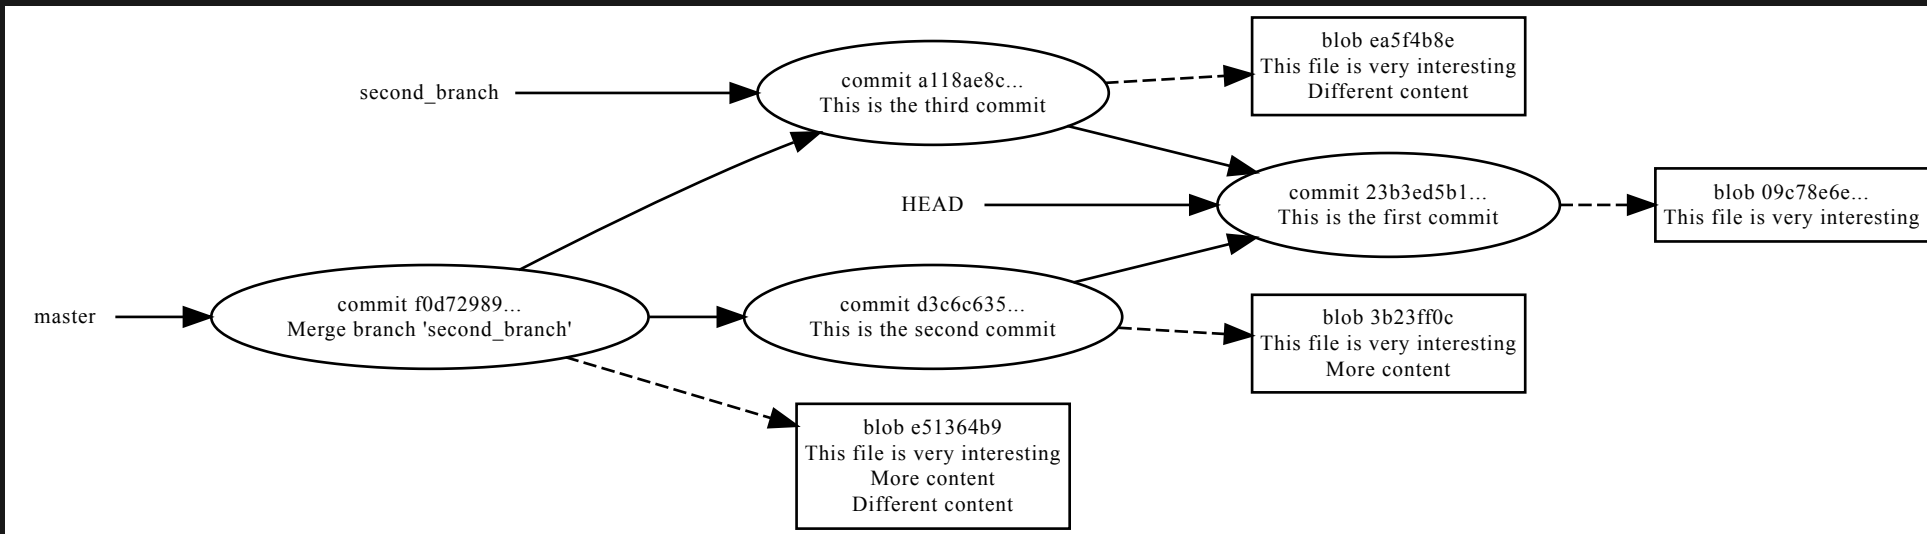 second_branch
commit a118ae8c...
This is the third commit
blob ea5f4b8e
This file is very interesting
Different content
HEAD
commit 23b3ed5b1...
This is the first commit
blob 09c78e6e...
This file is very interesting
master
commit f0d72989...
Merge branch 'second_branch'
commit d3c6c635...
This is the second commit
blob 3b23ff0c
This file is very interesting
More content
blob e51364b9
This file is very interesting
More content
Different content